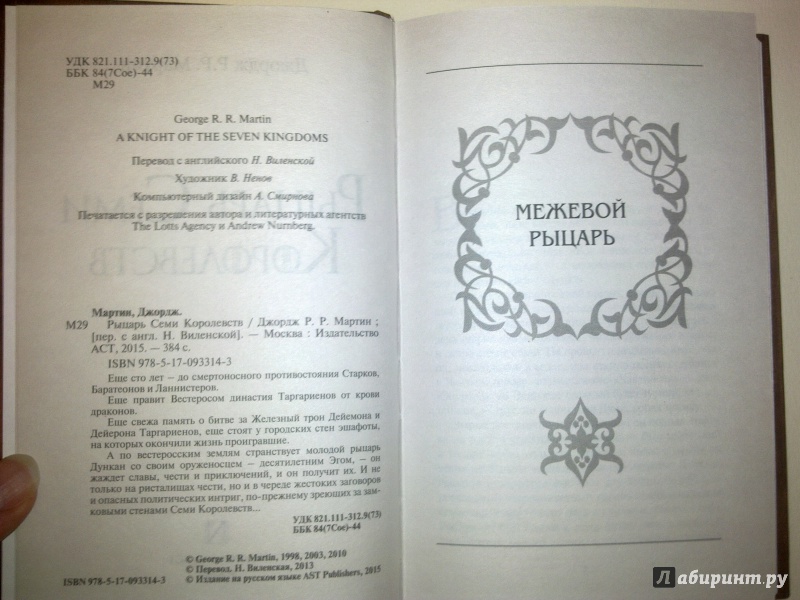 УДК 821.111-312.9(73)
ББК 84(7Сое)-44
М29
George R. R. Martin
A KNIGHT OF THE SEVEN KINGDOMS
Перевод с английского Н. Виленской
Художник В. Ненов
Компьютерный дизайн А. Смирнова
Печатается с разрешения автора и литературных агентств
The Lotts Agency и Andrew Nurnberg.
Мартин, Джордж.
М29 Рыцарь Семи Королевств / Джордж Р. Р. Мартин ;
[пер. с англ. Н. Виленской]. — Москва : Издательство
АСТ, 2015. — 384 с.
ISBN 978-5-17-093314-3
Еще сто лет – до смертоносного противостояния Старков,
Баратеонов и Ланнистеров.
Еще правит Вестеросом династия Таргариенов от крови
драконов.
Еще свежа память о битве за Железный трон Дейемона и
Дейерона Таргариенов, еще стоят у городских стен эшафоты,
на которых окончили жизнь проигравшие.
А по вестеросским землям странствует молодой рыцарь
Дункан со своим оруженосцем – десятилетним Эгом, – он
жаждет славы, чести и приключений, и он получит их. И не
только на ристалищах чести, но и в череде жестоких заговоров
и опасных политических интриг, по-прежнему зреющих за зам-
ковыми стенами Семи Королевств...
УДК 821.111-312.9(73)
ББК 84(7Сое)-44
© George R. R. Martin, 1998, 2003, 2010
© Перевод. Н. Виленская, 2013
ISBN 978-5-17-093314-3 © Издание на русском языке AST Publishers, 2015
МЕЖЕВОЙ
РЫЦАРЬ
Лабиринт.ру